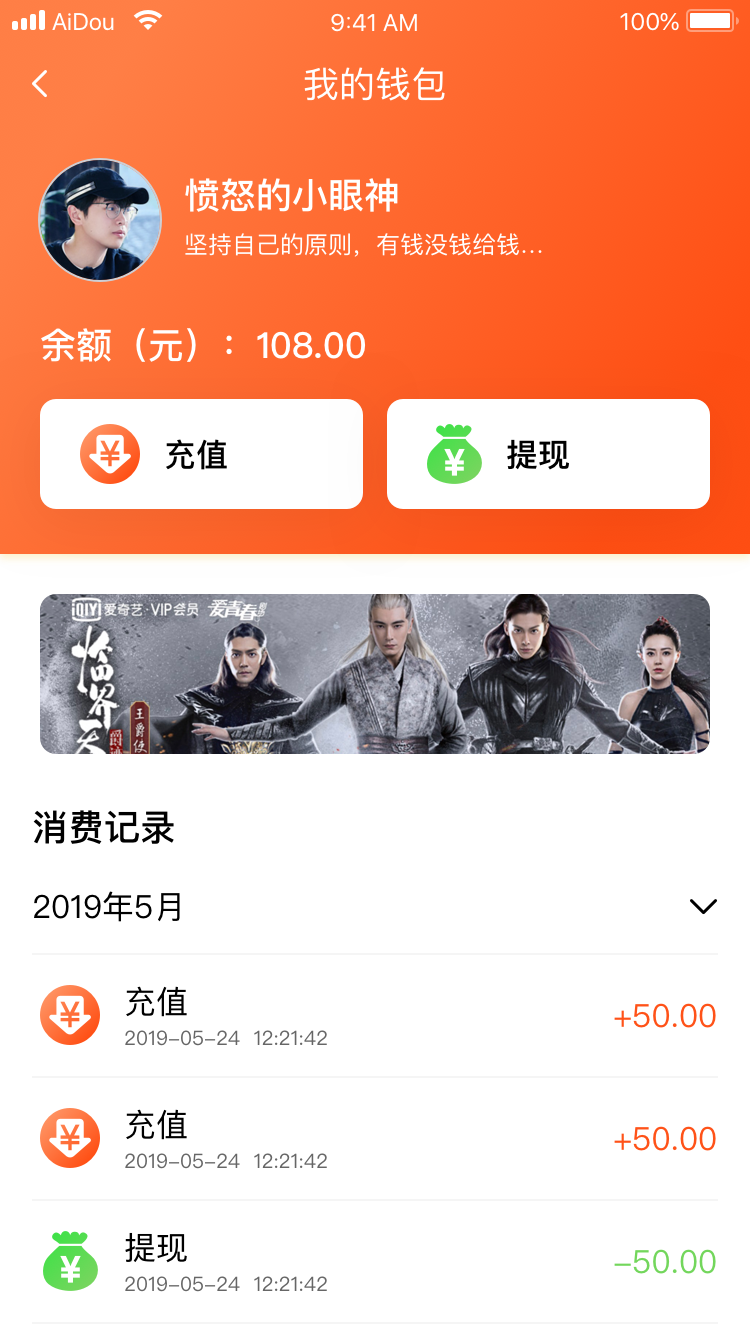 AiDou
9:41 AM
100%
我的钱包
愤怒的小眼神
坚持自己的原则，有钱没钱给钱...
余额（元）：108.00
充值
提现
iQIY 爱奇艺·VIP会员 爱青春
临界天
王爵使
消费记录
2019年5月
充值
2019-05-24 12:21:42
+50.00
充值
2019-05-24 12:21:42
+50.00
提现
2019-05-24 12:21:42
-50.00